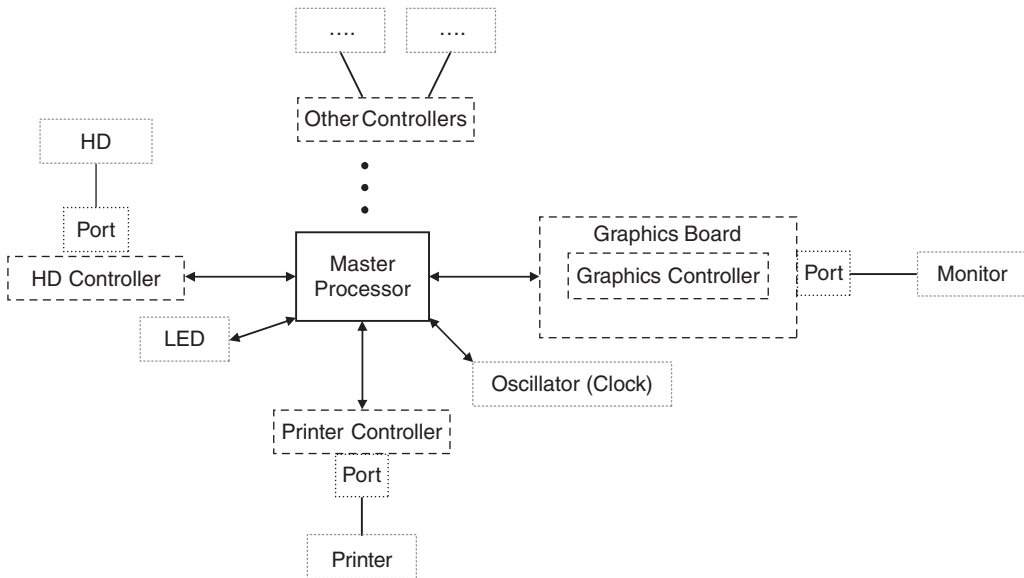 ....
....
Other Controllers
HD
Port
HD Controller
Master
Processor
Graphics Board
Graphics Controller
Port
Monitor
LED
Oscillator (Clock)
Printer Controller
Port
Printer